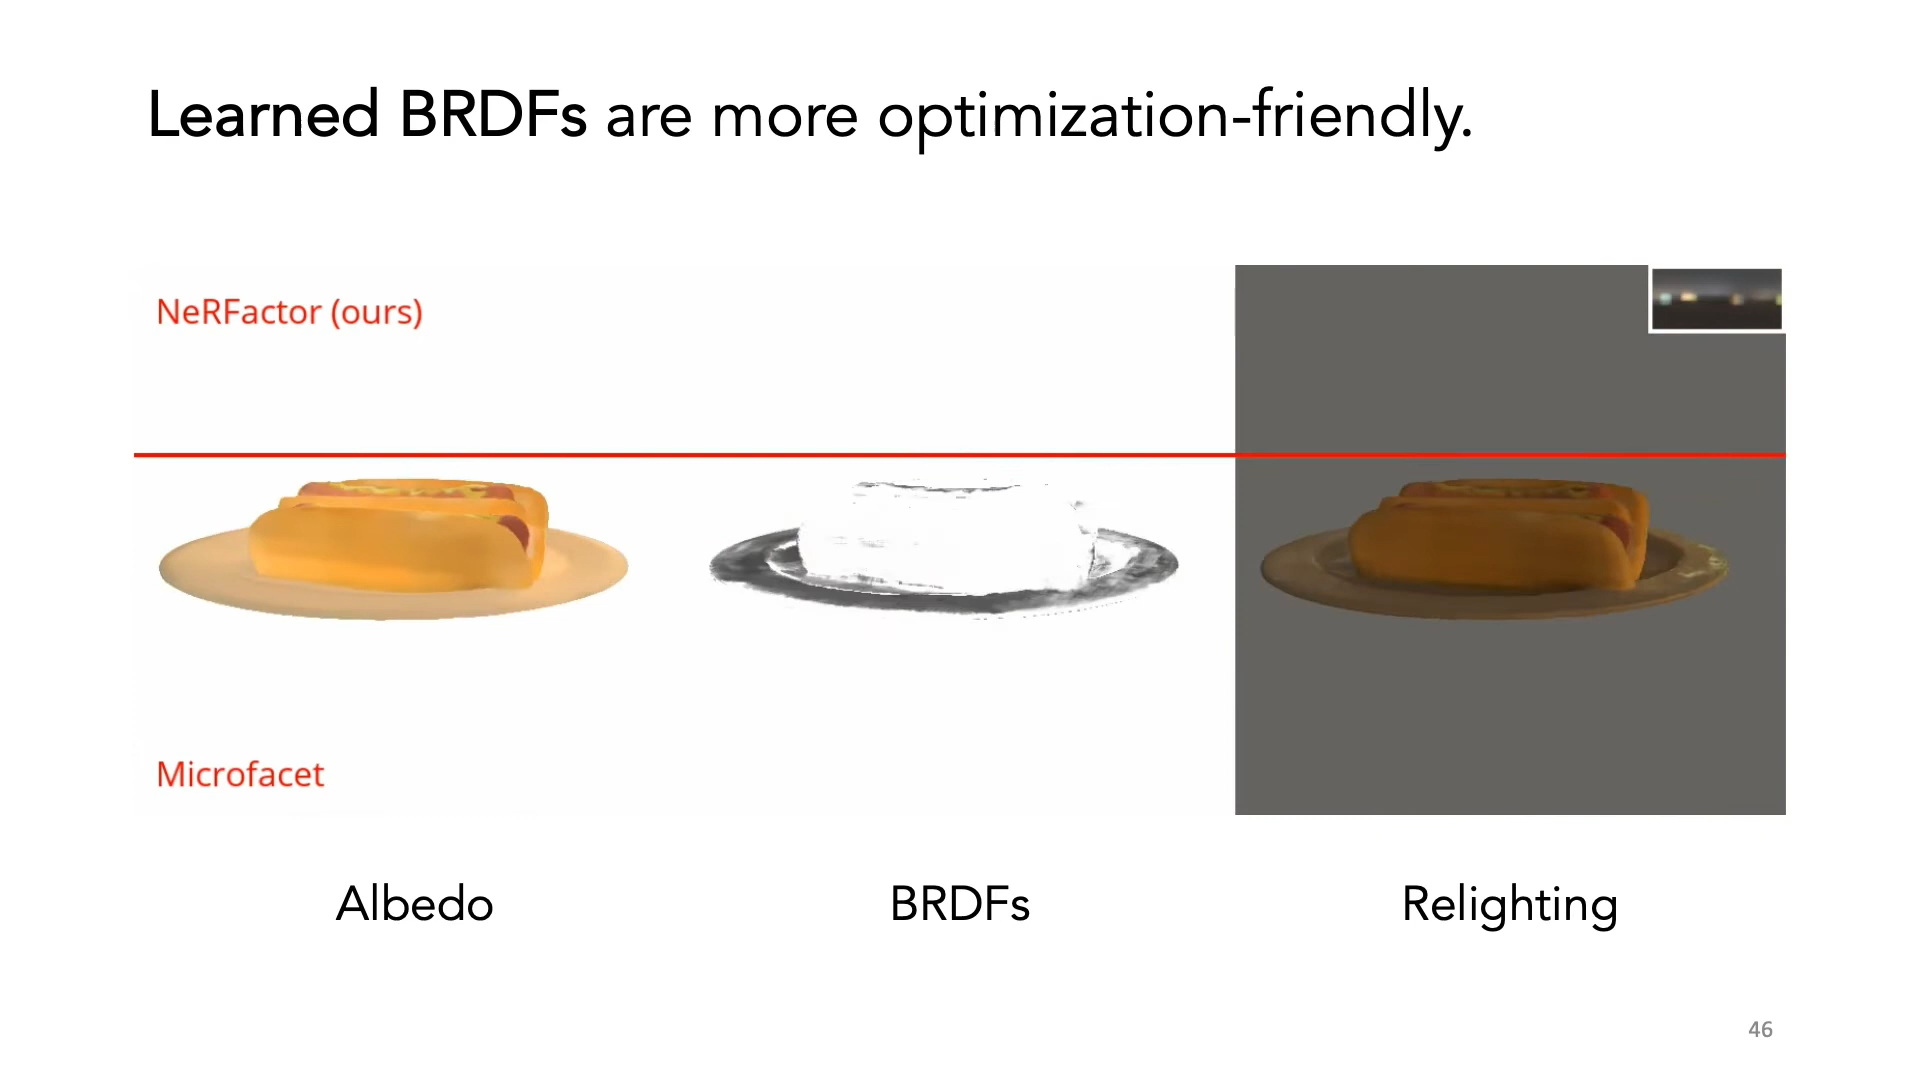 Learned BRDFs are more optimization-friendly.
NeRFactor (ours)
Microfacet
Albedo
BRDFs
Relighting
46